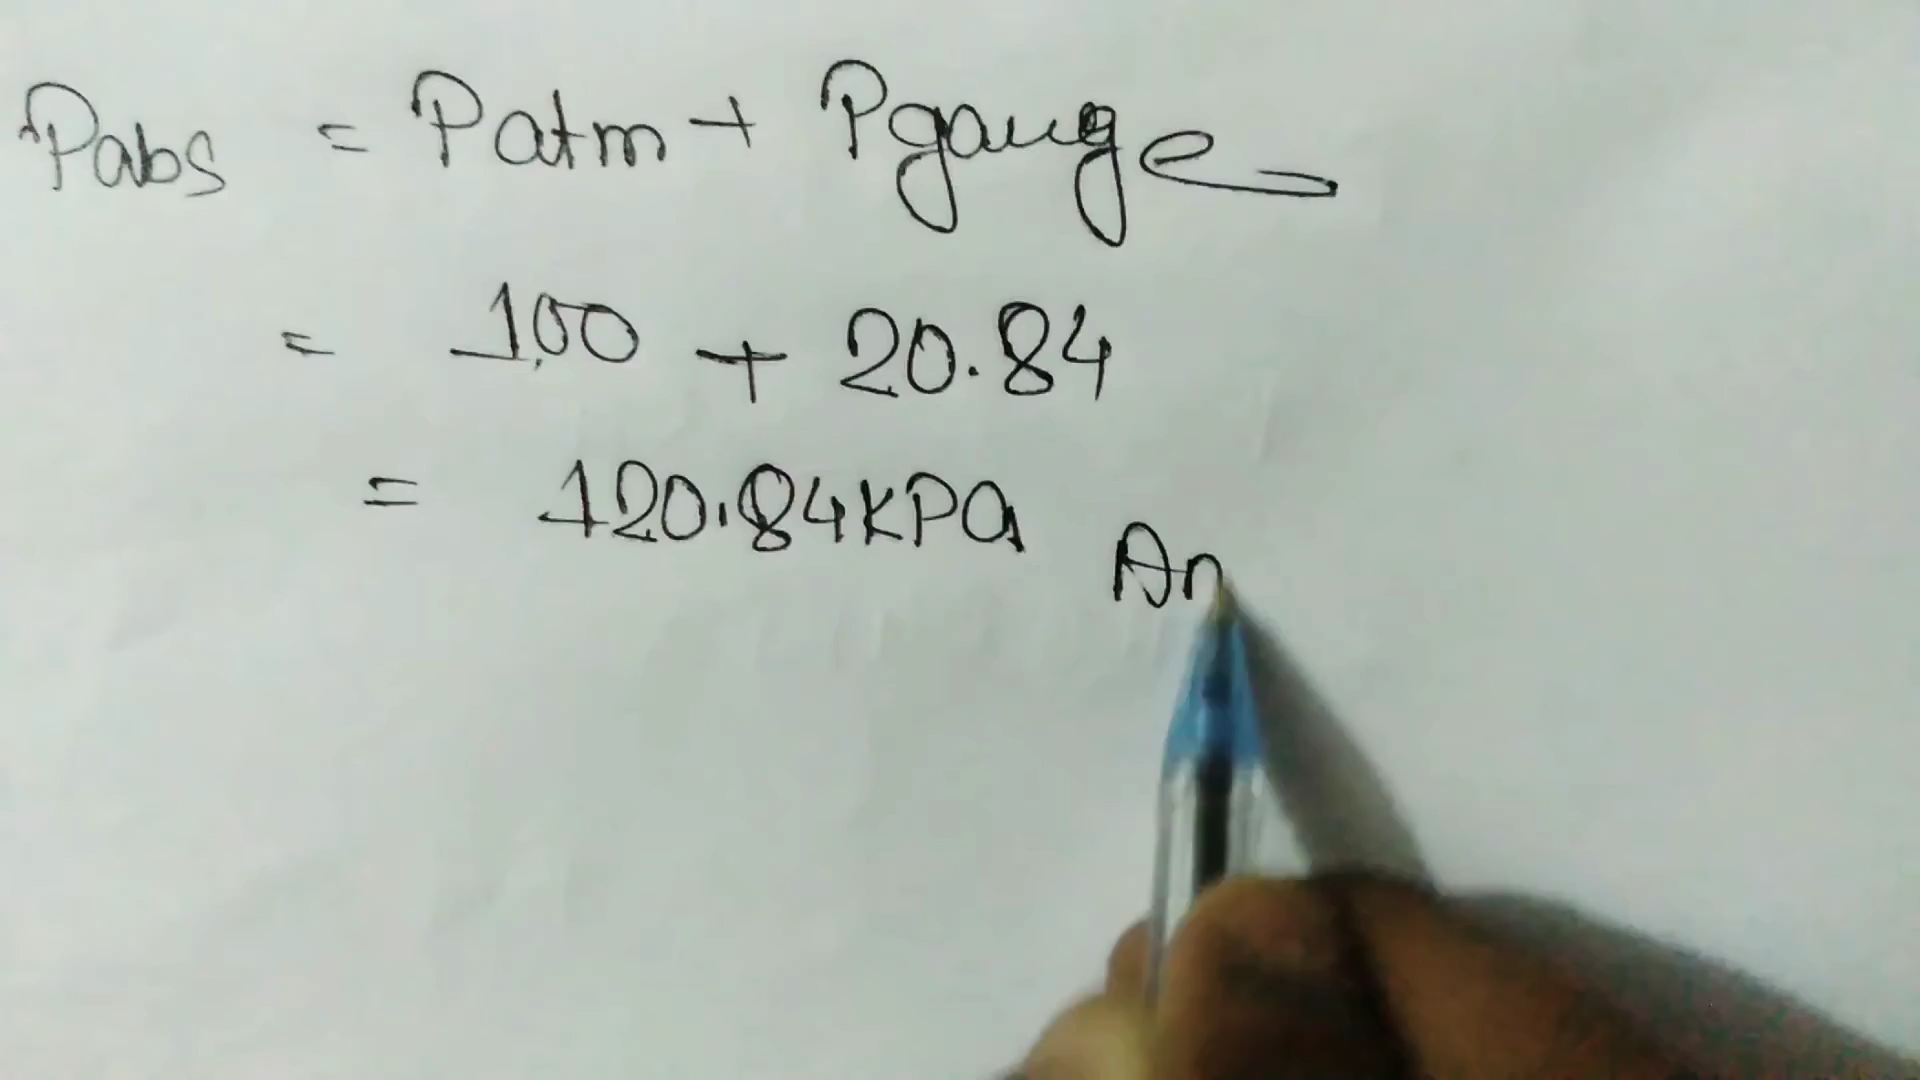 Pabs = Patm + Pgauge
= 100 + 20.84
= 120.84KPa
An